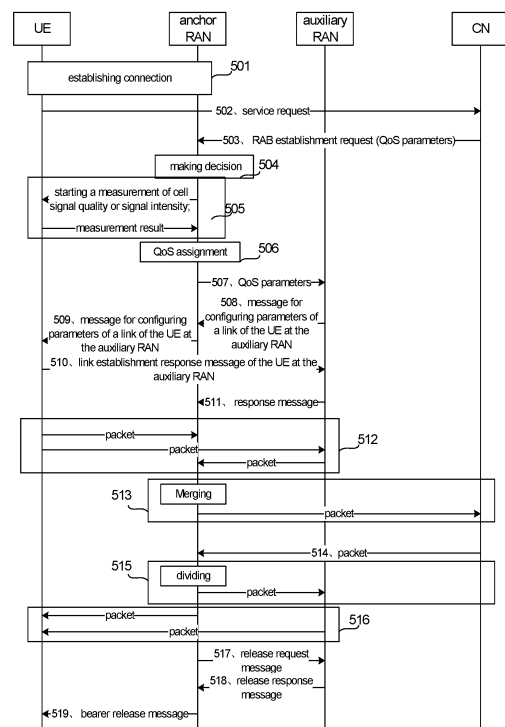 UE
anchor
RAN
auxiliary
RAN
CN
501
establishing connection
502、service request
503、 RAB establishment request (QoS parameters)
504
making decision
starting a measurement of cell
signal quality or signal intensity;
505
measurement result
506
QoS assignment
507、QoS parameters
508、message for
configuring parameters
of a link of the UE at
the auxiliary RAN
509、message for configuring
parameters of a link of the UE at
the auxiliary RAN
510、link establishment response message of the UE at the
auxiliary RAN
511、 response message
512
packet
packet
packet
513
Merging
packet
514、packet
515
dividing
packet
packet
516
packet
517、release request
message
518、release response
message
519、 bearer release message